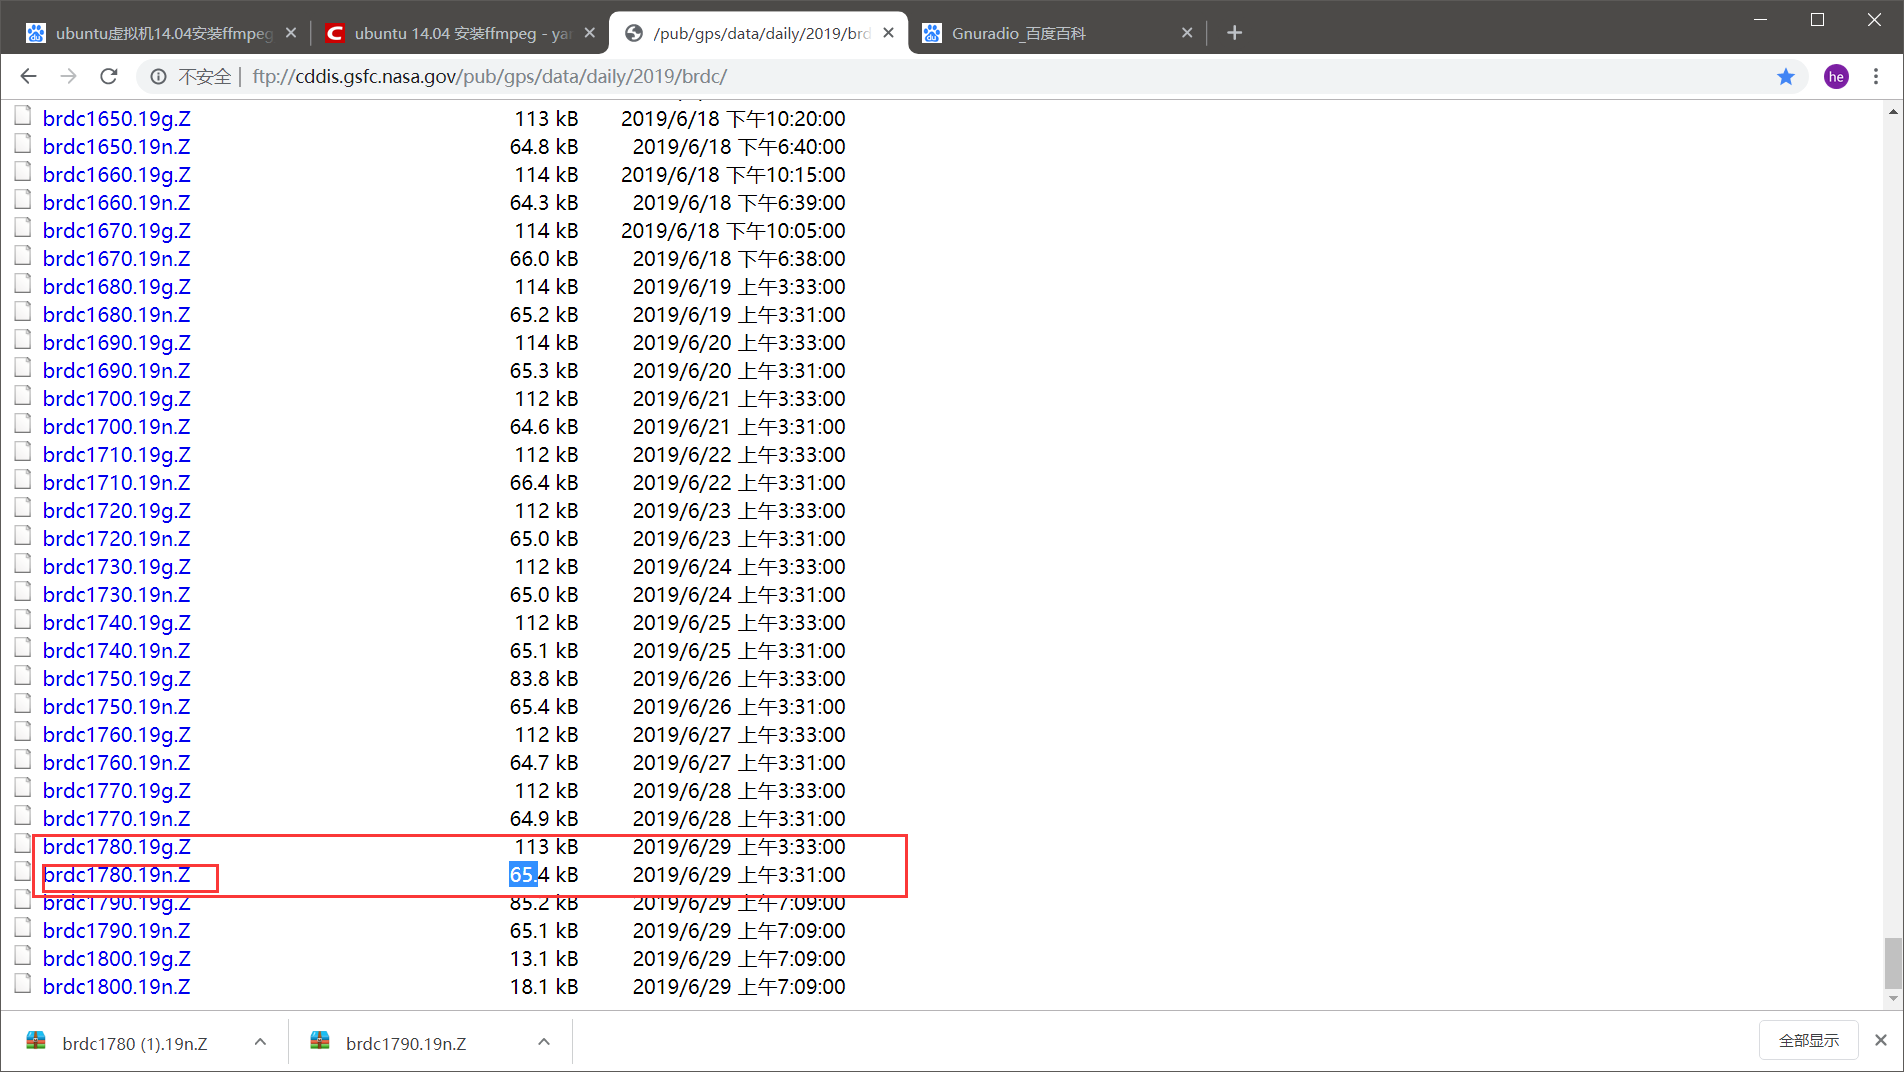 ubuntu虚拟机14.04安装ffmpeg
ubuntu 14.04 安装ffmpeg - yan
/pub/gps/data/daily/2019/brd
Gnuradio_百度百科
不安全 | ftp://cddis.gsfc.nasa.gov/pub/gps/data/daily/2019/brdc/
he
brdc1650.19g.Z 113 kB 2019/6/18 下午10:20:00
brdc1650.19n.Z 64.8 kB 2019/6/18 下午6:40:00
brdc1660.19g.Z 114 kB 2019/6/18 下午10:15:00
brdc1660.19n.Z 64.3 kB 2019/6/18 下午6:39:00
brdc1670.19g.Z 114 kB 2019/6/18 下午10:05:00
brdc1670.19n.Z 66.0 kB 2019/6/18 下午6:38:00
brdc1680.19g.Z 114 kB 2019/6/19 上午3:33:00
brdc1680.19n.Z 65.2 kB 2019/6/19 上午3:31:00
brdc1690.19g.Z 114 kB 2019/6/20 上午3:33:00
brdc1690.19n.Z 65.3 kB 2019/6/20 上午3:31:00
brdc1700.19g.Z 112 kB 2019/6/21 上午3:33:00
brdc1700.19n.Z 64.6 kB 2019/6/21 上午3:31:00
brdc1710.19g.Z 112 kB 2019/6/22 上午3:33:00
brdc1710.19n.Z 66.4 kB 2019/6/22 上午3:31:00
brdc1720.19g.Z 112 kB 2019/6/23 上午3:33:00
brdc1720.19n.Z 65.0 kB 2019/6/23 上午3:31:00
brdc1730.19g.Z 112 kB 2019/6/24 上午3:33:00
brdc1730.19n.Z 65.0 kB 2019/6/24 上午3:31:00
brdc1740.19g.Z 112 kB 2019/6/25 上午3:33:00
brdc1740.19n.Z 65.1 kB 2019/6/25 上午3:31:00
brdc1750.19g.Z 83.8 kB 2019/6/26 上午3:33:00
brdc1750.19n.Z 65.4 kB 2019/6/26 上午3:31:00
brdc1760.19g.Z 112 kB 2019/6/27 上午3:33:00
brdc1760.19n.Z 64.7 kB 2019/6/27 上午3:31:00
brdc1770.19g.Z 112 kB 2019/6/28 上午3:33:00
brdc1770.19n.Z 64.9 kB 2019/6/28 上午3:31:00
brdc1780.19g.Z 113 kB 2019/6/29 上午3:33:00
brdc1780.19n.Z 65.4 kB 2019/6/29 上午3:31:00
brdc1790.19g.Z 85.2 kB 2019/6/29 上午7:09:00
brdc1790.19n.Z 65.1 kB 2019/6/29 上午7:09:00
brdc1800.19g.Z 13.1 kB 2019/6/29 上午7:09:00
brdc1800.19n.Z 18.1 kB 2019/6/29 上午7:09:00
brdc1780 (1).19n.Z
brdc1790.19n.Z
全部显示